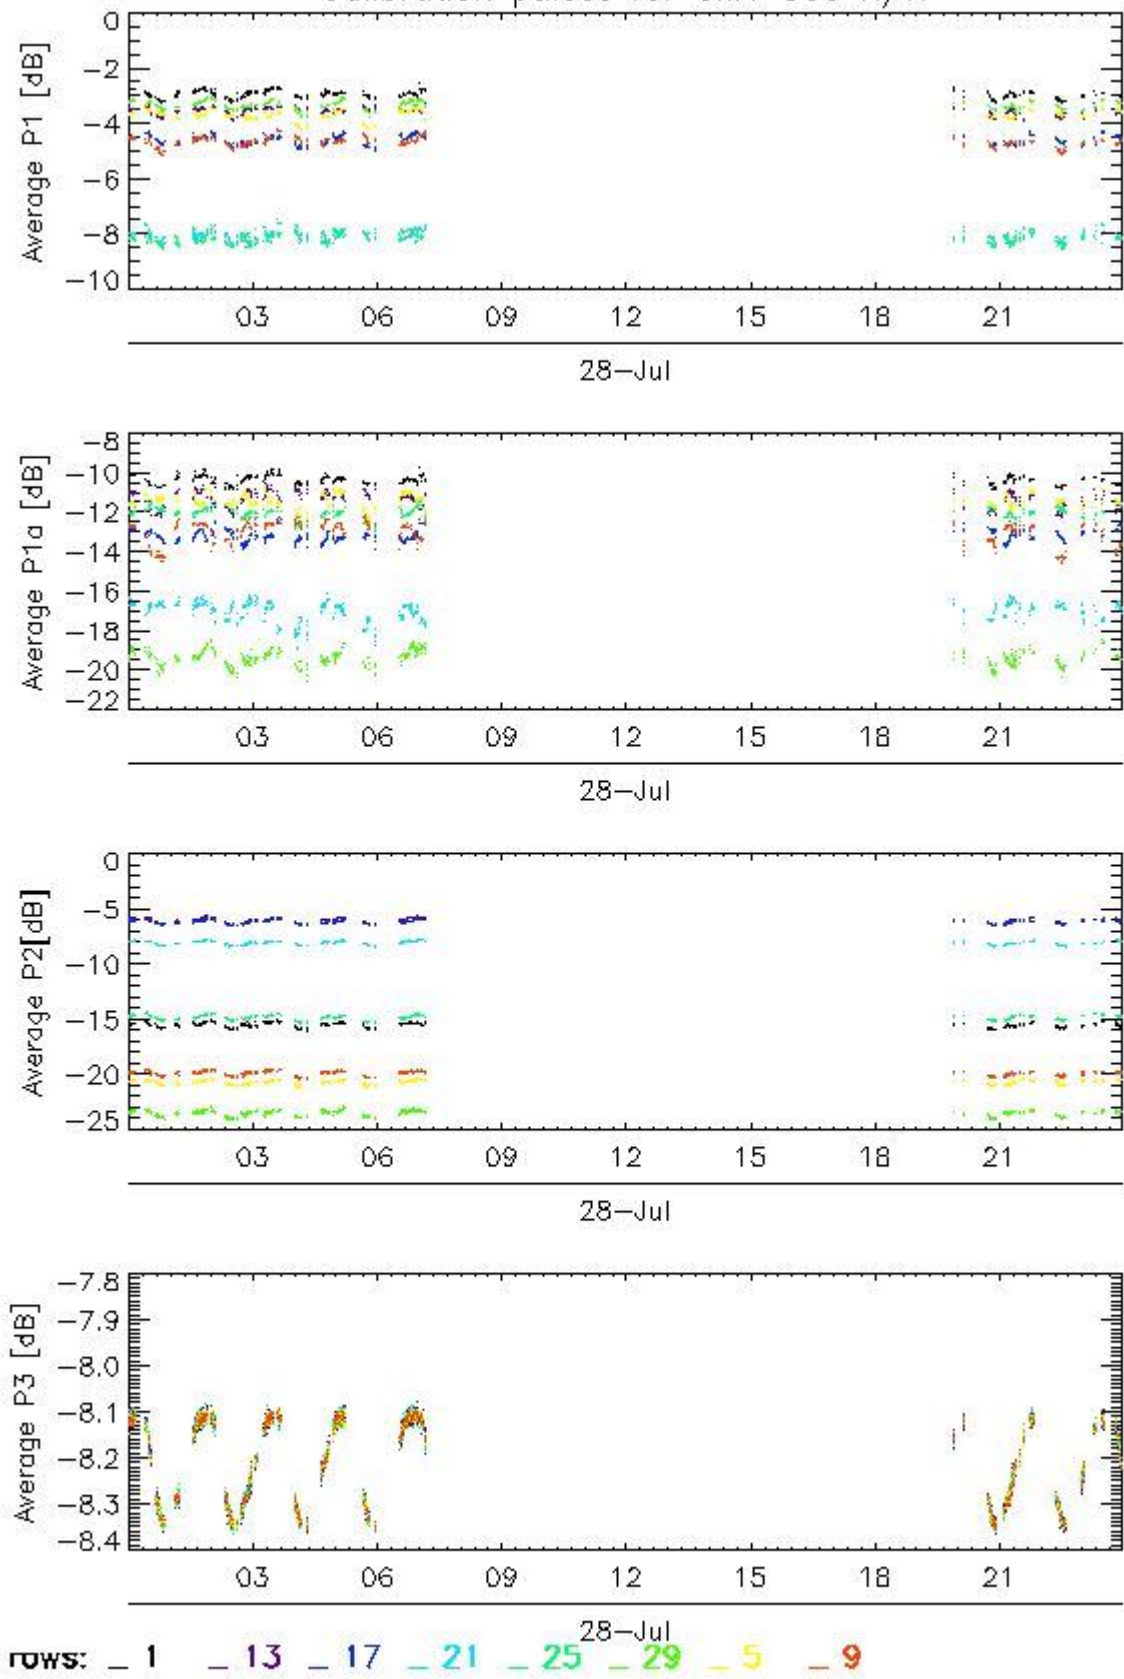 0
−2
−4
−6
−8
−10
Average P1 [dB]
03 06 09 12 15 18 21
28−Jul
−8
−10
−12
−14
−16
−18
−20
−22
Average P1a [dB]
03 06 09 12 15 18 21
28−Jul
0
−5
−10
−15
−20
−25
Average P2[dB]
03 06 09 12 15 18 21
28−Jul
−7.8
−7.9
−8.0
−8.1
−8.2
−8.3
−8.4
Average P3 [dB]
03 06 09 12 15 18 21
28−Jul
rows: _ 1 _ 13 _ 17 _ 21 _ 25 _ 29 _ 5 _ 9